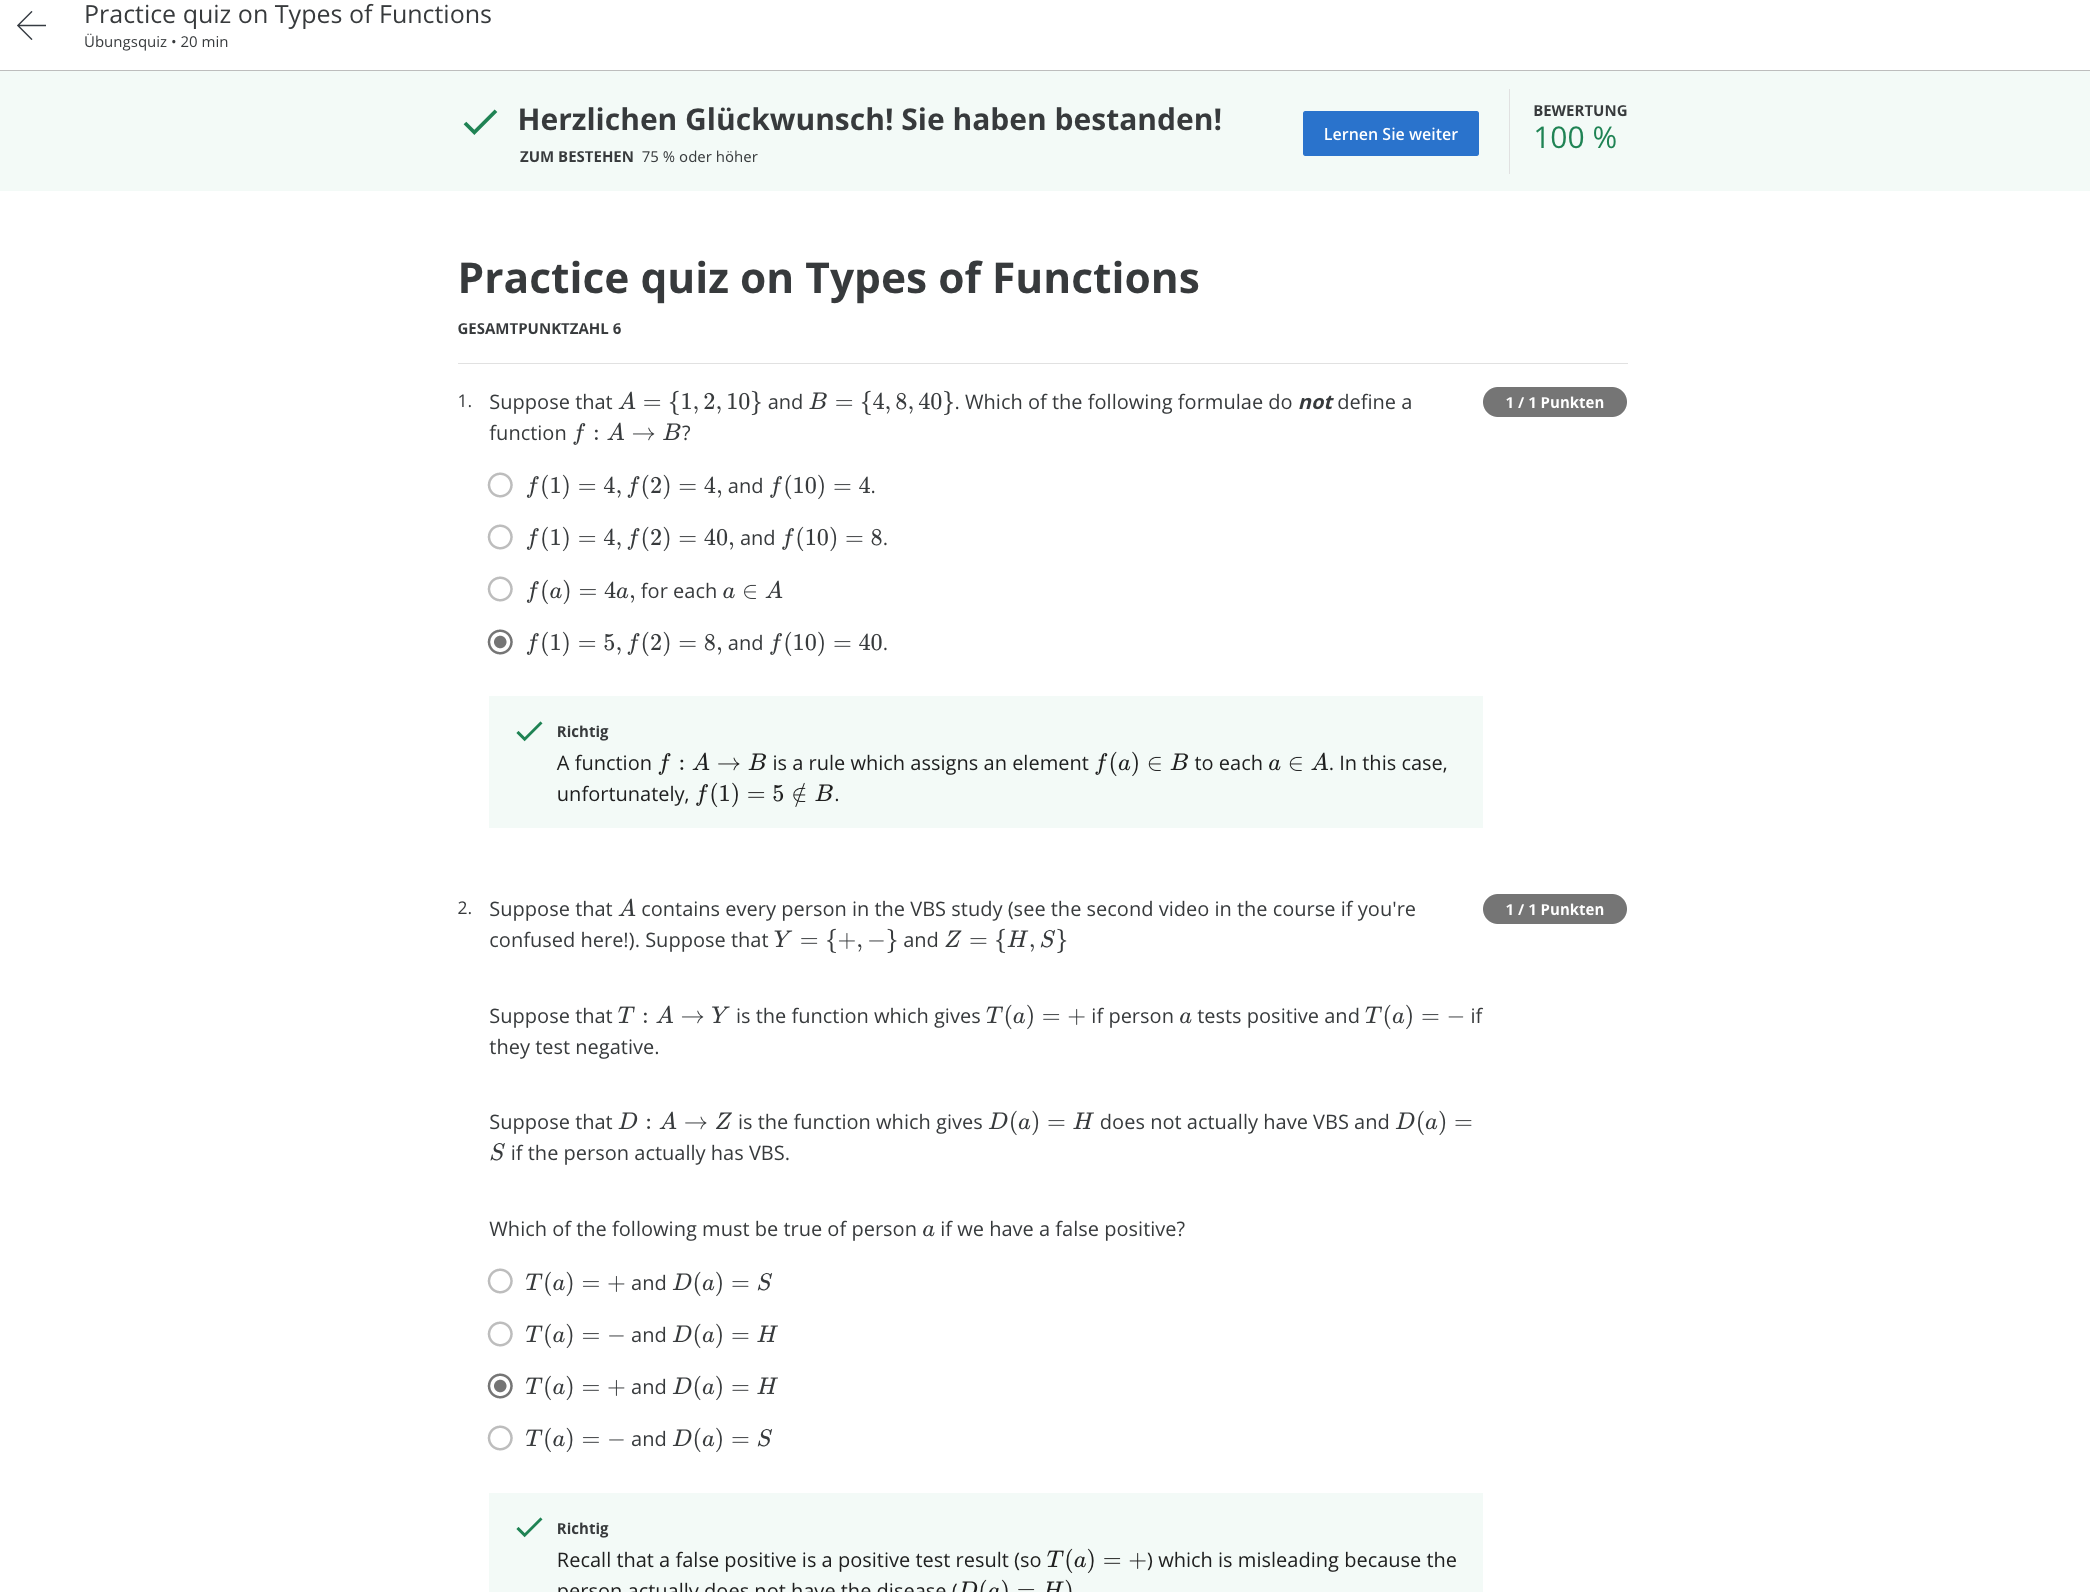 Practice quiz on Types of Functions
Übungsquiz • 20 min
Herzlichen Glückwunsch! Sie haben bestanden!
ZUM BESTEHEN 75 % oder höher
Lernen Sie weiter
BEWERTUNG
100 %
Practice quiz on Types of Functions
GESAMTPUNKTZAHL 6
1. Suppose that A = {1, 2, 10} and B = {4, 8, 40}. Which of the following formulae do not define a
function f : A → B?
1 / 1 Punkten
f(1) = 4, f(2) = 4, and f(10) = 4.
f(1) = 4, f(2) = 40, and f(10) = 8.
f(a) = 4a, for each a ∈ A
f(1) = 5, f(2) = 8, and f(10) = 40.
Richtig
A function f : A → B is a rule which assigns an element f(a) ∈ B to each a ∈ A. In this case,
unfortunately, f(1) = 5 ∉ B.
2. Suppose that A contains every person in the VBS study (see the second video in the course if you're
confused here!). Suppose that Y = {+, −} and Z = {H, S}
1 / 1 Punkten
Suppose that T : A → Y is the function which gives T(a) = + if person a tests positive and T(a) = − if
they test negative.
Suppose that D : A → Z is the function which gives D(a) = H does not actually have VBS and D(a) =
S if the person actually has VBS.
Which of the following must be true of person a if we have a false positive?
T(a) = + and D(a) = S
T(a) = − and D(a) = H
T(a) = + and D(a) = H
T(a) = − and D(a) = S
Richtig
Recall that a false positive is a positive test result (so T(a) = +) which is misleading because the
person actually does not have the disease (D(a) = H)